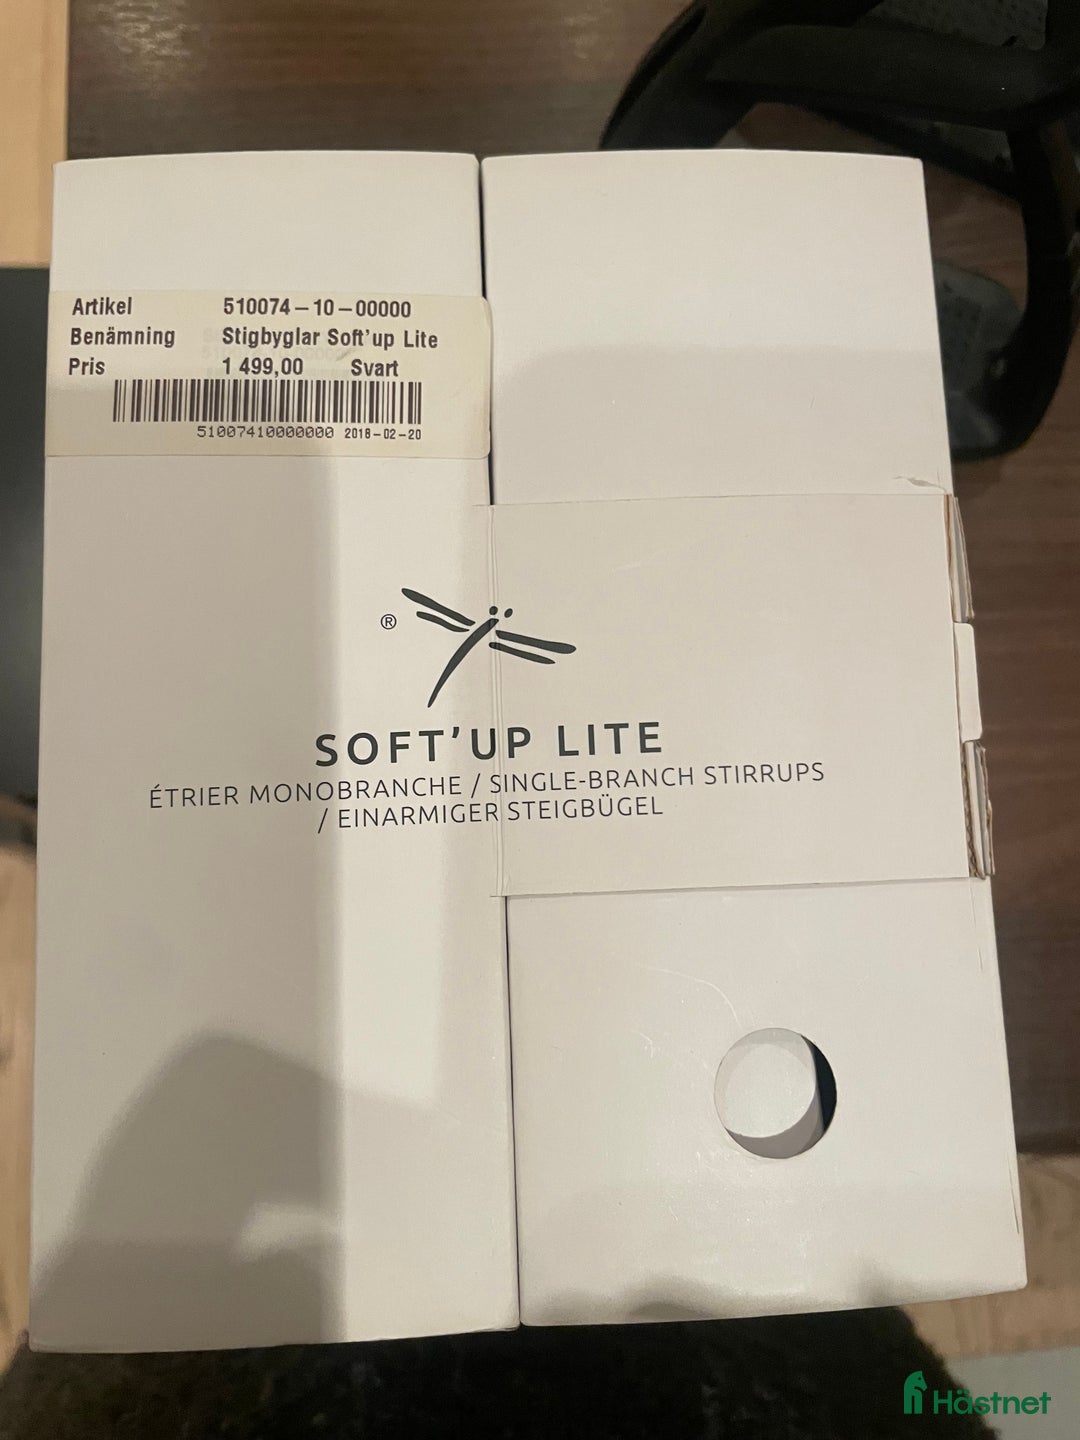 Artikel 510074-10-00000
Benämning Stigbyglar Soft'up Lite
Pris 1 499,00 Svart
51007410000000 2018-02-20
®
SOFT'UP LITE
ÉTRIER MONOBRANCHE / SINGLE-BRANCH STIRRUPS
/ EINARMIGER STEIGBÜGEL
Hästnet